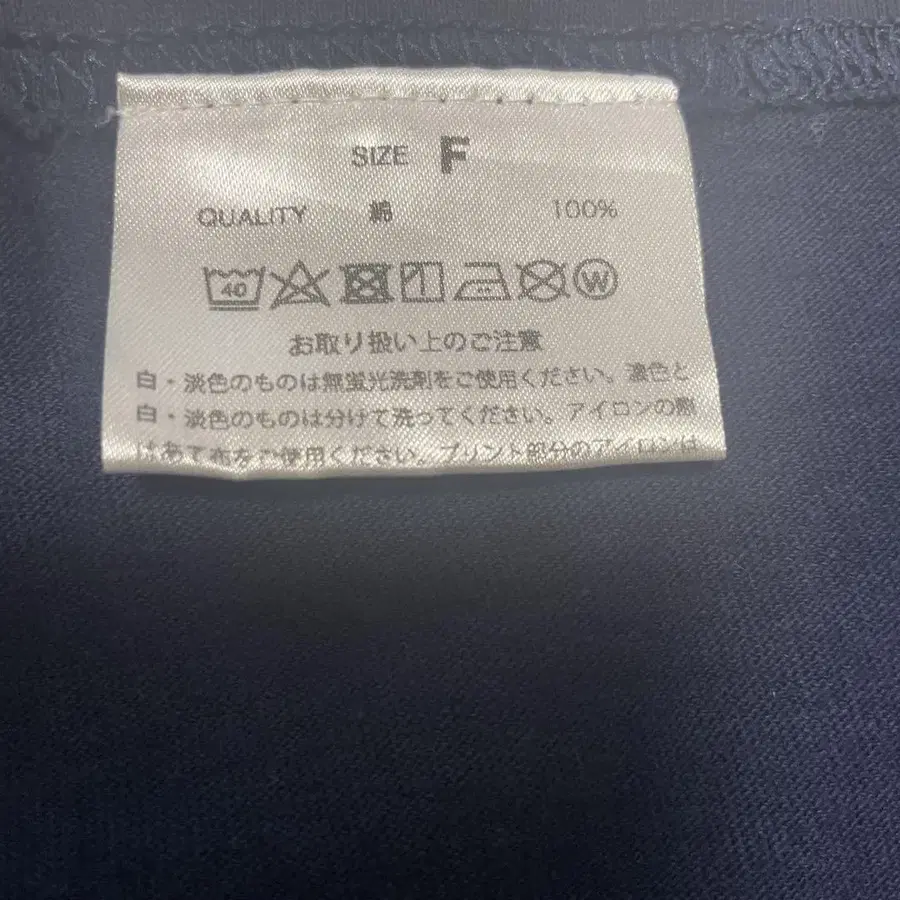 SIZE F
QUALITY 綿 100%
40 W
お取り扱い上のご注意
白・淡色のものは無蛍光洗剤をご使用ください。濃色と
白・淡色のものは分けて洗ってください。アイロンの際
はあて布をご使用ください。プリント部分のアイロンは